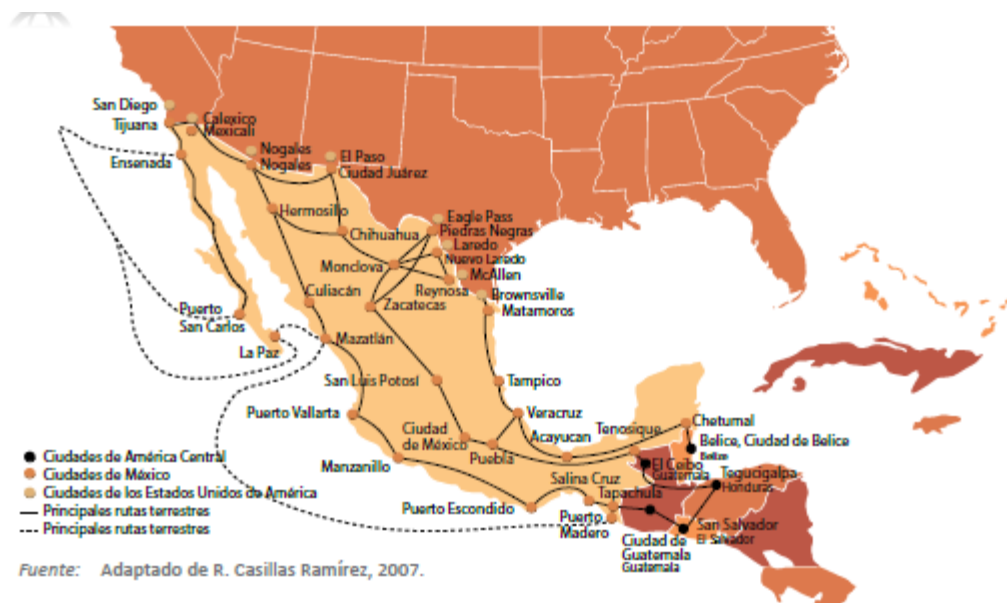 San Diego
Tijuana
Calexico
Mexicali
Ensenada
Nogales
Nogales
El Paso
Ciudad Juárez
Hermosillo
Chihuahua
Eagle Pass
Piedras Negras
Laredo
Nuevo Laredo
McAllen
Monclova
Reynosa
Brownsville
Matamoros
Culiacán
Zacatecas
Puerto
San Carlos
La Paz
Mazatlán
San Luis Potosí
Tampico
Puerto Vallarta
Veracruz
Ciudad
de México
Acayucan
Tenosique
Chetumal
Belice, Ciudad de Belice
Belize
Puebla
Manzanillo
El Ceibo
Guatemala
Tegucigalpa
Honduras
Salina Cruz
Tapachula
Puerto Escondido
Puerto
Madero
San Salvador
El Salvador
Ciudad de
Guatemala
Guatemala
Ciudades de América Central
Ciudades de México
Ciudades de los Estados Unidos de América
Principales rutas terrestres
Principales rutas terrestres
Fuente: Adaptado de R. Casillas Ramírez, 2007.